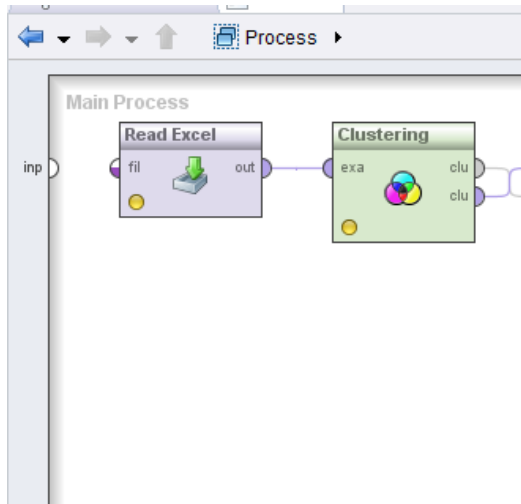 Process
Main Process
Read Excel
Clustering
inp
fil
out
exa
clu
clu